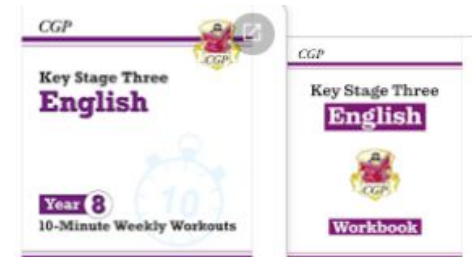 CGP
CGP
Key Stage Three
English
10
Year 8
10-Minute Weekly Workouts
CGP
Key Stage Three
English
CGP
Workbook